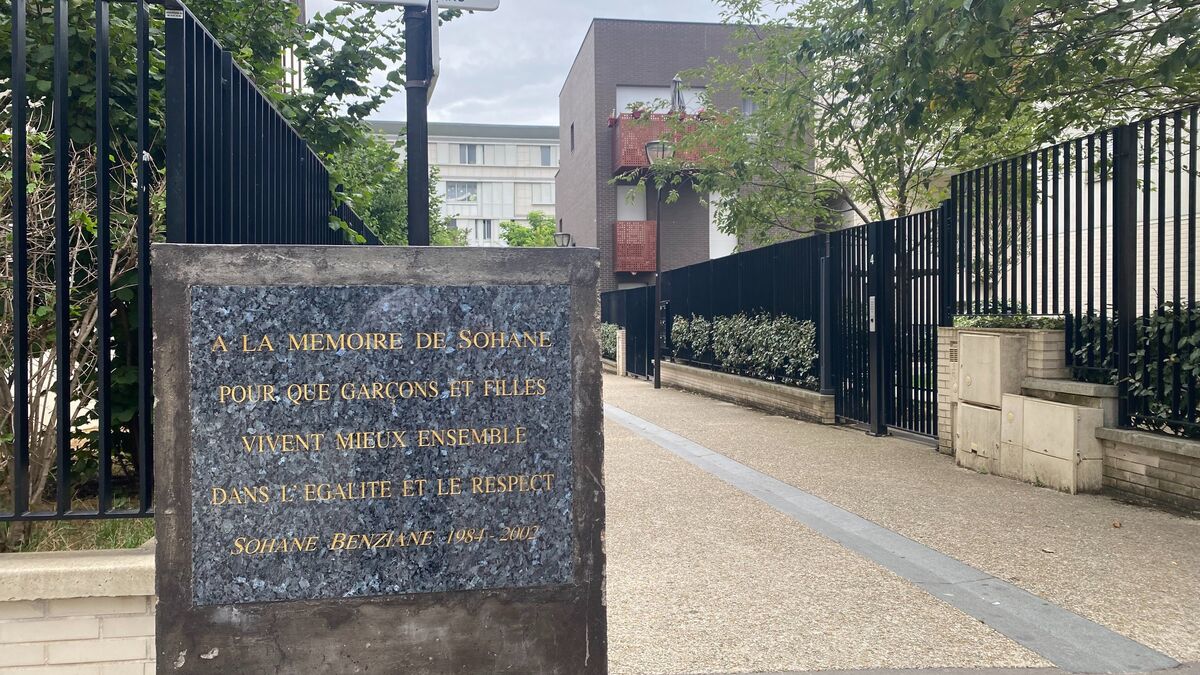 A LA MEMOIRE DE SOHANE
POUR QUE GARÇONS ET FILLES
VIVENT MIEUX ENSEMBLE
DANS L'EGALITE ET LE RESPECT
SOHANE BENZIANE 1984-2002